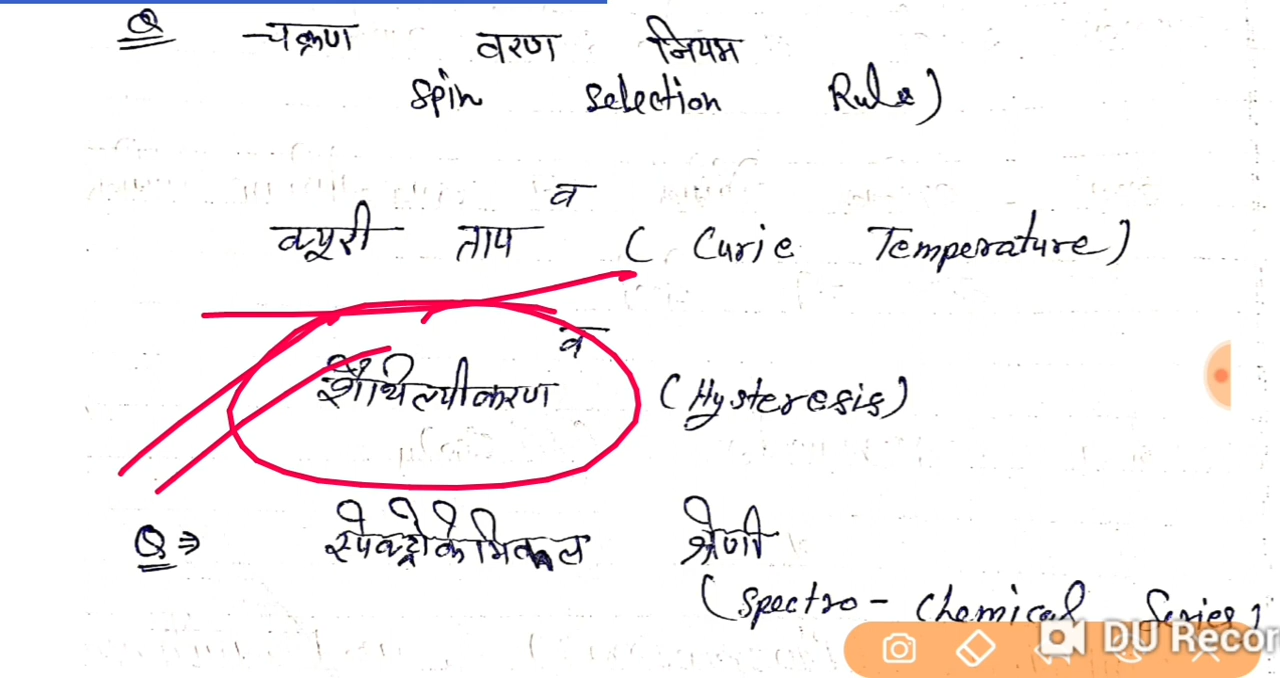 Q चक्रण वरण नियम
Spin Selection Rule)
व
क्यूरी ताप ( Curie Temperature)
व
शैथिल्यीकरण (Hysteresis)
Q ⇒ स्पेक्ट्रोकेमिकल श्रेणी
(Spectro - Chemical Series)
DU Recor